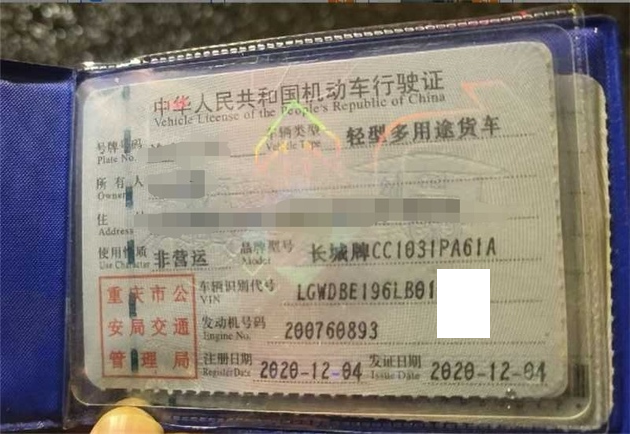 中华人民共和国机动车行驶证
Vehicle License of the People's Republic of China
号牌号码
Plate No.
车辆类型 轻型多用途货车
Vehicle Type
所有人
Owner
住
Address
使用性质 非营运
Use Character
品牌型号 长城牌CC1031PA61A
Model
重庆市公
安局交通
管理局
车辆识别代号 LGWDBE196LB01
VIN
发动机号码 200760893
Engine No.
注册日期 2020-12-04
Register Date
发证日期 2020-12-04
Issue Date